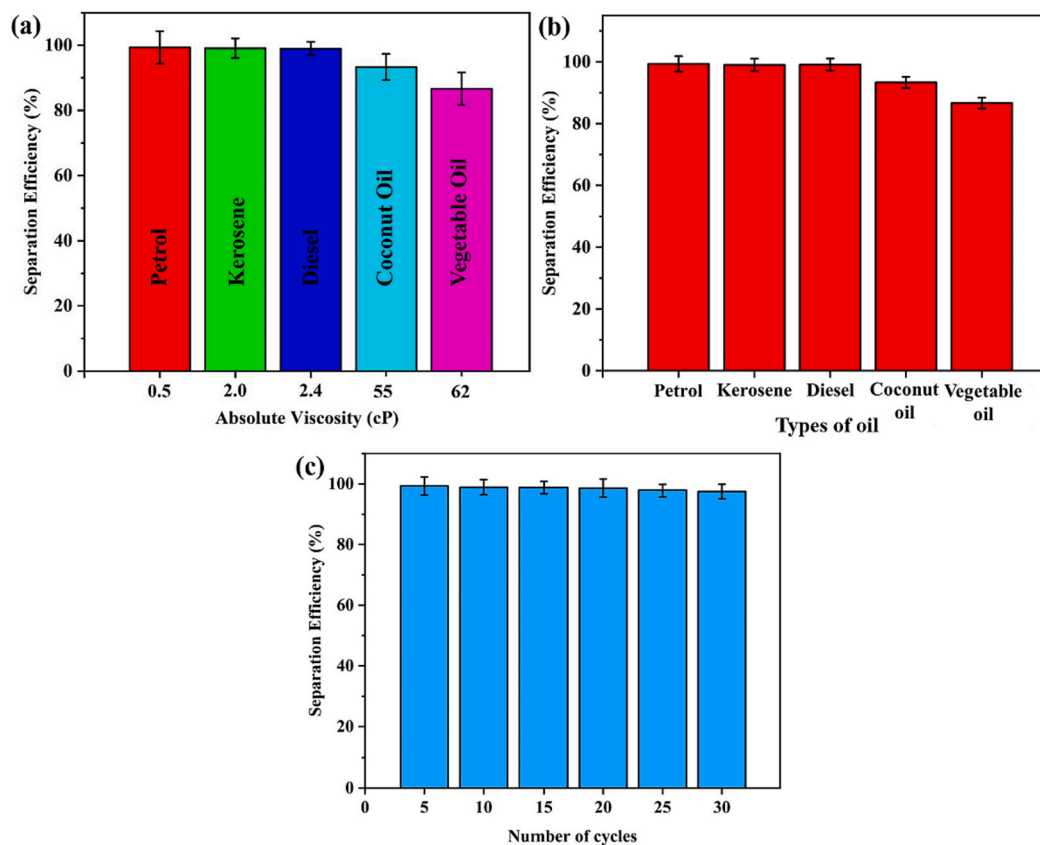 (a)
100
80
60
40
20
0
Separation Efficiency (%)
Petrol
Kerosene
Diesel
Coconut Oil
Vegetable Oil
0.5 2.0 2.4 55 62
Absolute Viscosity (cP)
(b)
100
80
60
40
20
0
Separation Efficiency (%)
Petrol Kerosene Diesel Coconut Vegetable
oil oil
Types of oil
(c)
100
80
60
40
20
0
Separation Efficiency (%)
0 5 10 15 20 25 30
Number of cycles